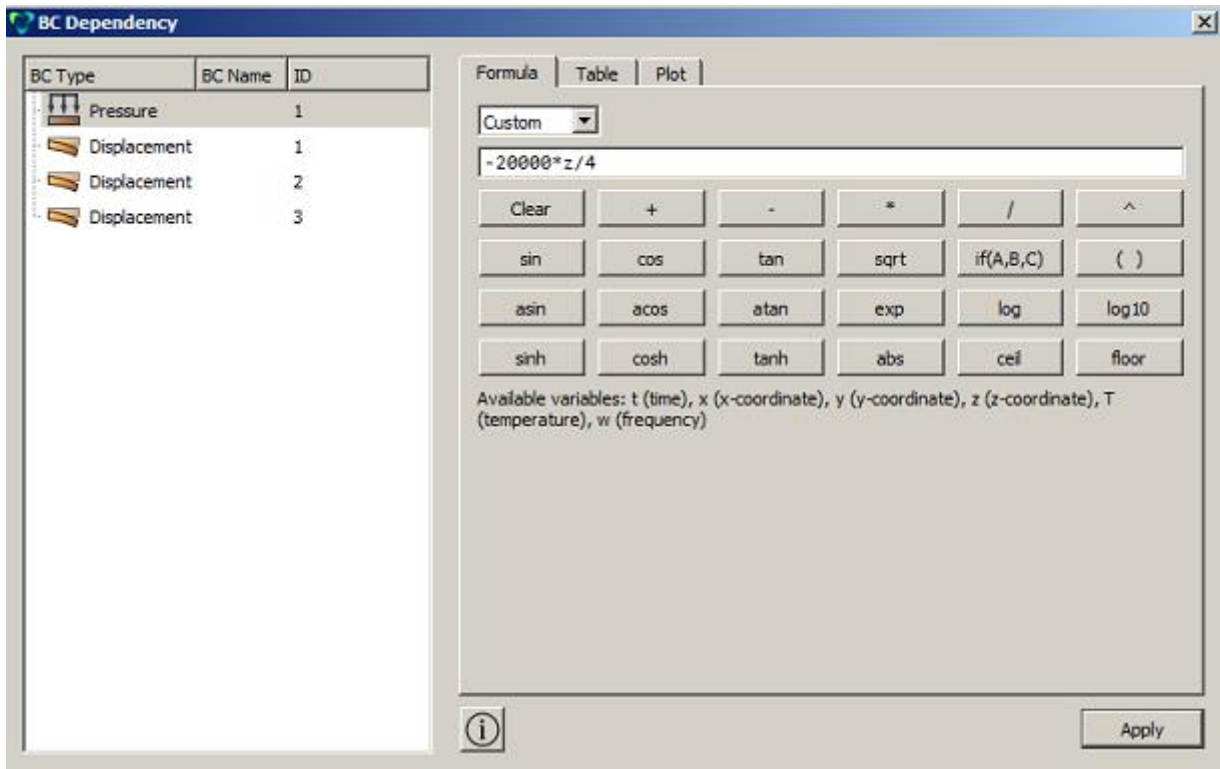 BC Dependency
BC Type BC Name ID
Pressure 1
Displacement 1
Displacement 2
Displacement 3
Formula Table Plot
Custom
-20000*z/4
Clear + - * / ^
sin cos tan sqrt if(A,B,C) ( )
asin acos atan exp log log10
sinh cosh tanh abs ceil floor
Available variables: t (time), x (x-coordinate), y (y-coordinate), z (z-coordinate), T
(temperature), w (frequency)
Apply